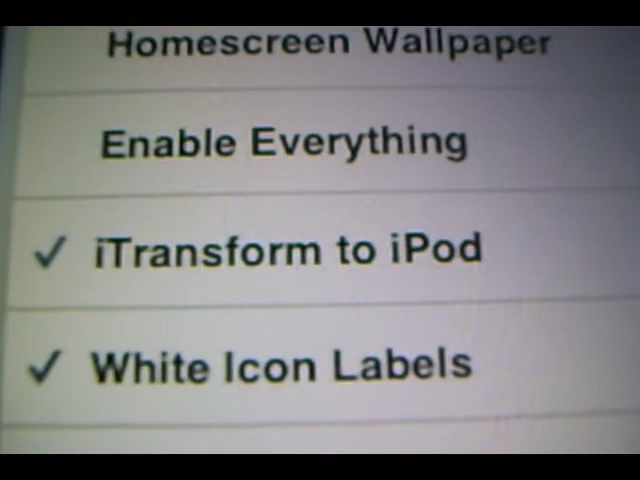 Homescreen Wallpaper
Enable Everything
iTransform to iPod
White Icon Labels